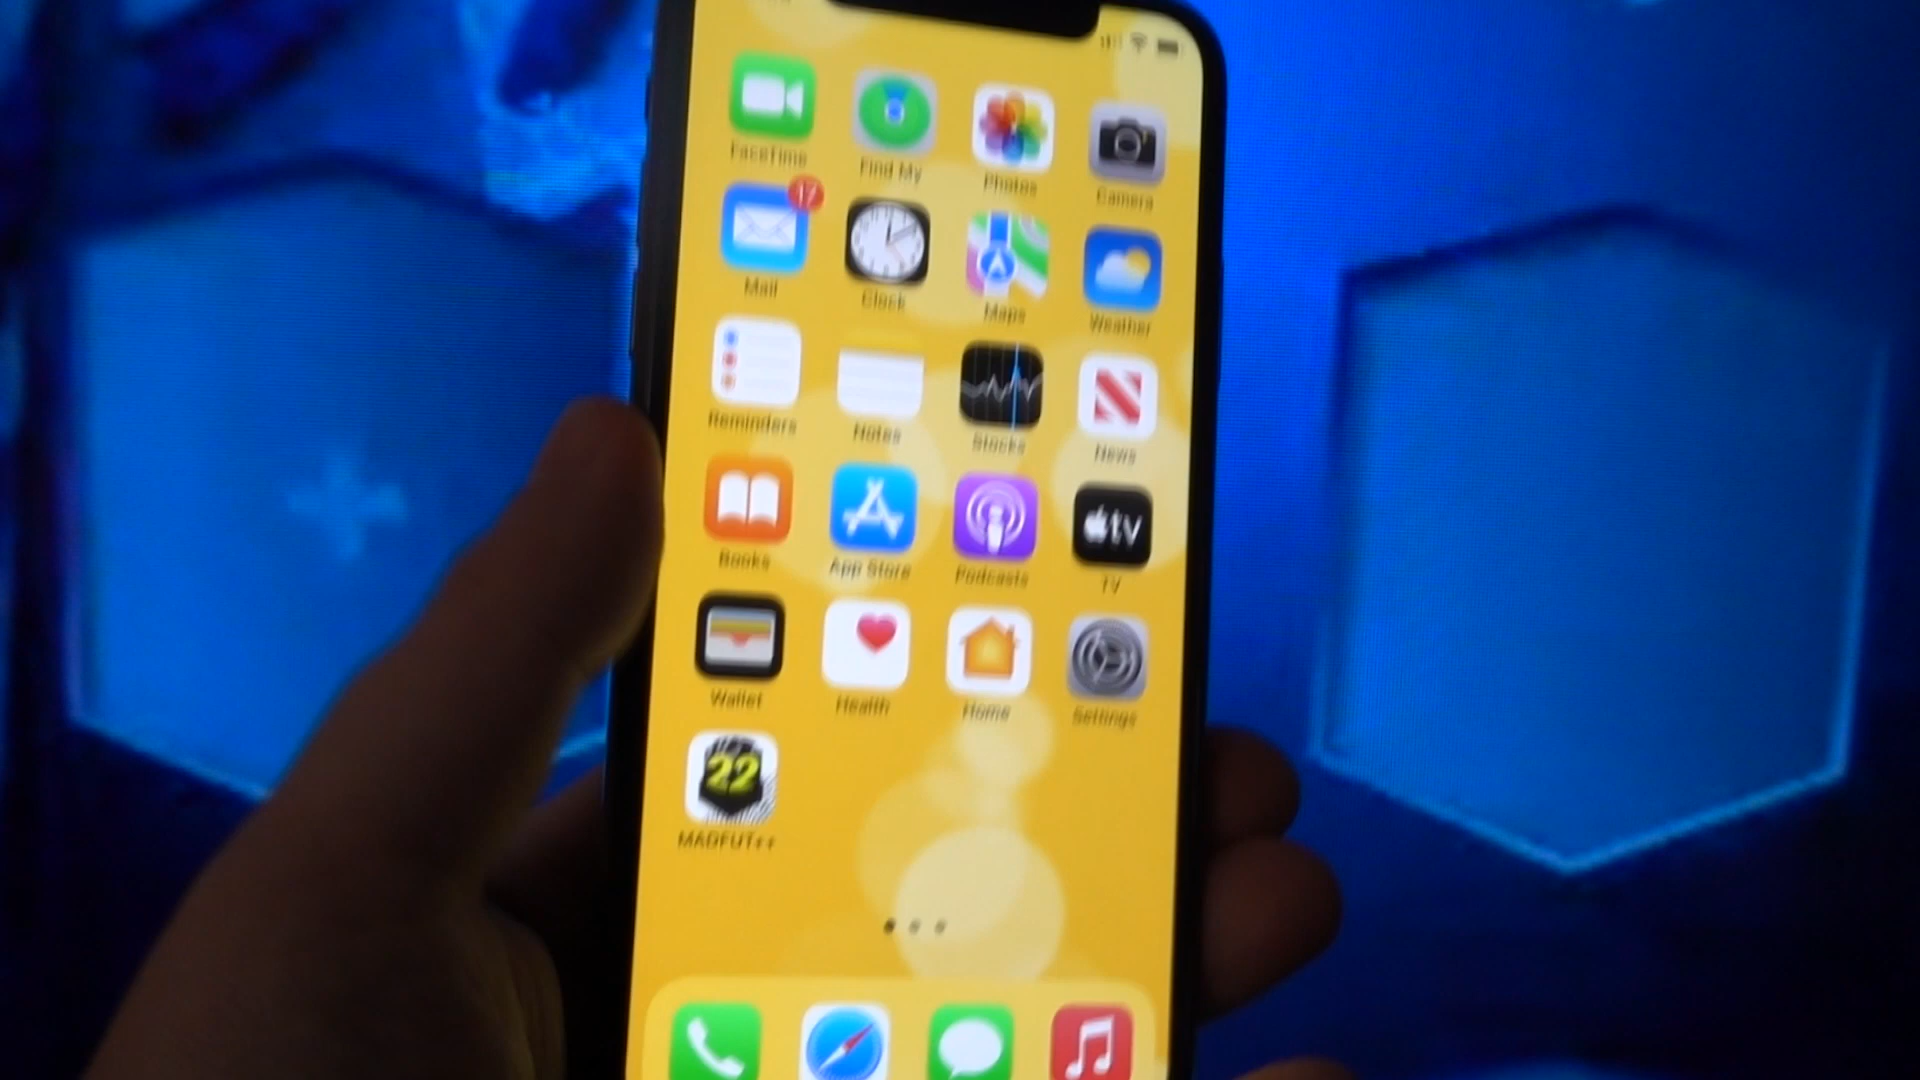 FaceTime
Find My
Photos
Camera
17
Mail
Clock
Maps
Weather
Reminders
Notes
Stocks
News
Books
App Store
Podcasts
tv
TV
Wallet
Health
Home
Settings
22
MADFUT++